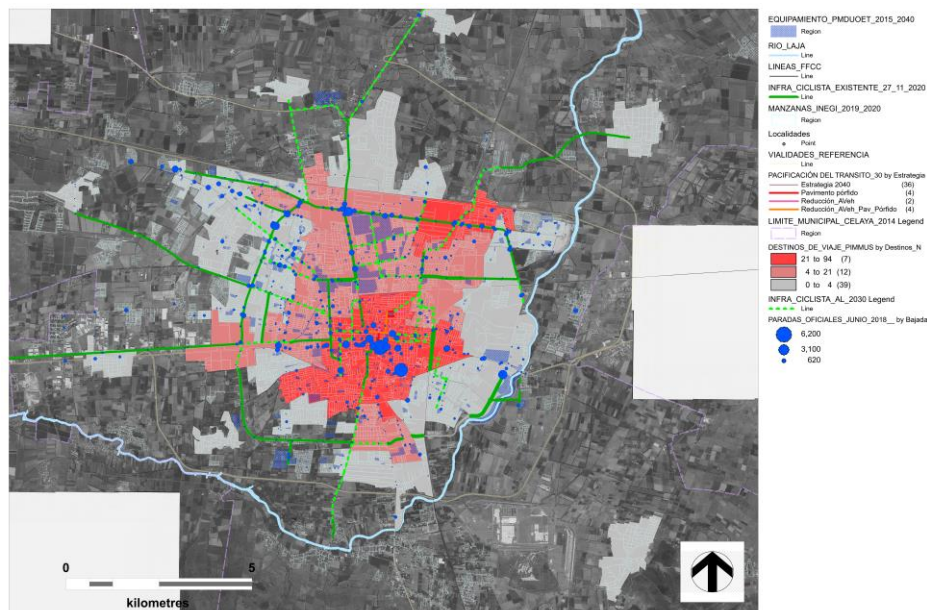 EQUIPAMIENTO_PMDUOET_2015_2040
Region
RIO_LAJA
Line
LINEAS_FFCC
Line
INFRA_CICLISTA_EXISTENTE_27_11_2020
Line
MANZANAS_INEGI_2019_2020
Region
Localidades
Point
VIALIDADES_REFERENCIA
Line
PACIFICACIÓN DEL TRANSITO_30 by Estrategia
Estrategia 2040 (36)
Pavimento pórfido (4)
Reducción_AVeh (2)
Reducción_AVeh_Pav_Pórfido (4)
LIMITE_MUNICIPAL_CELAYA_2014 Legend
Region
DESTINOS_DE_VIAJE_PIMMUS by Destinos_N
21 to 94 (7)
4 to 21 (12)
0 to 4 (39)
INFRA_CICLISTA_AL_2030 Legend
Line
PARADAS_OFICIALES_JUNIO_2018__ by Bajada
6,200
3,100
620
0 5
kilometres